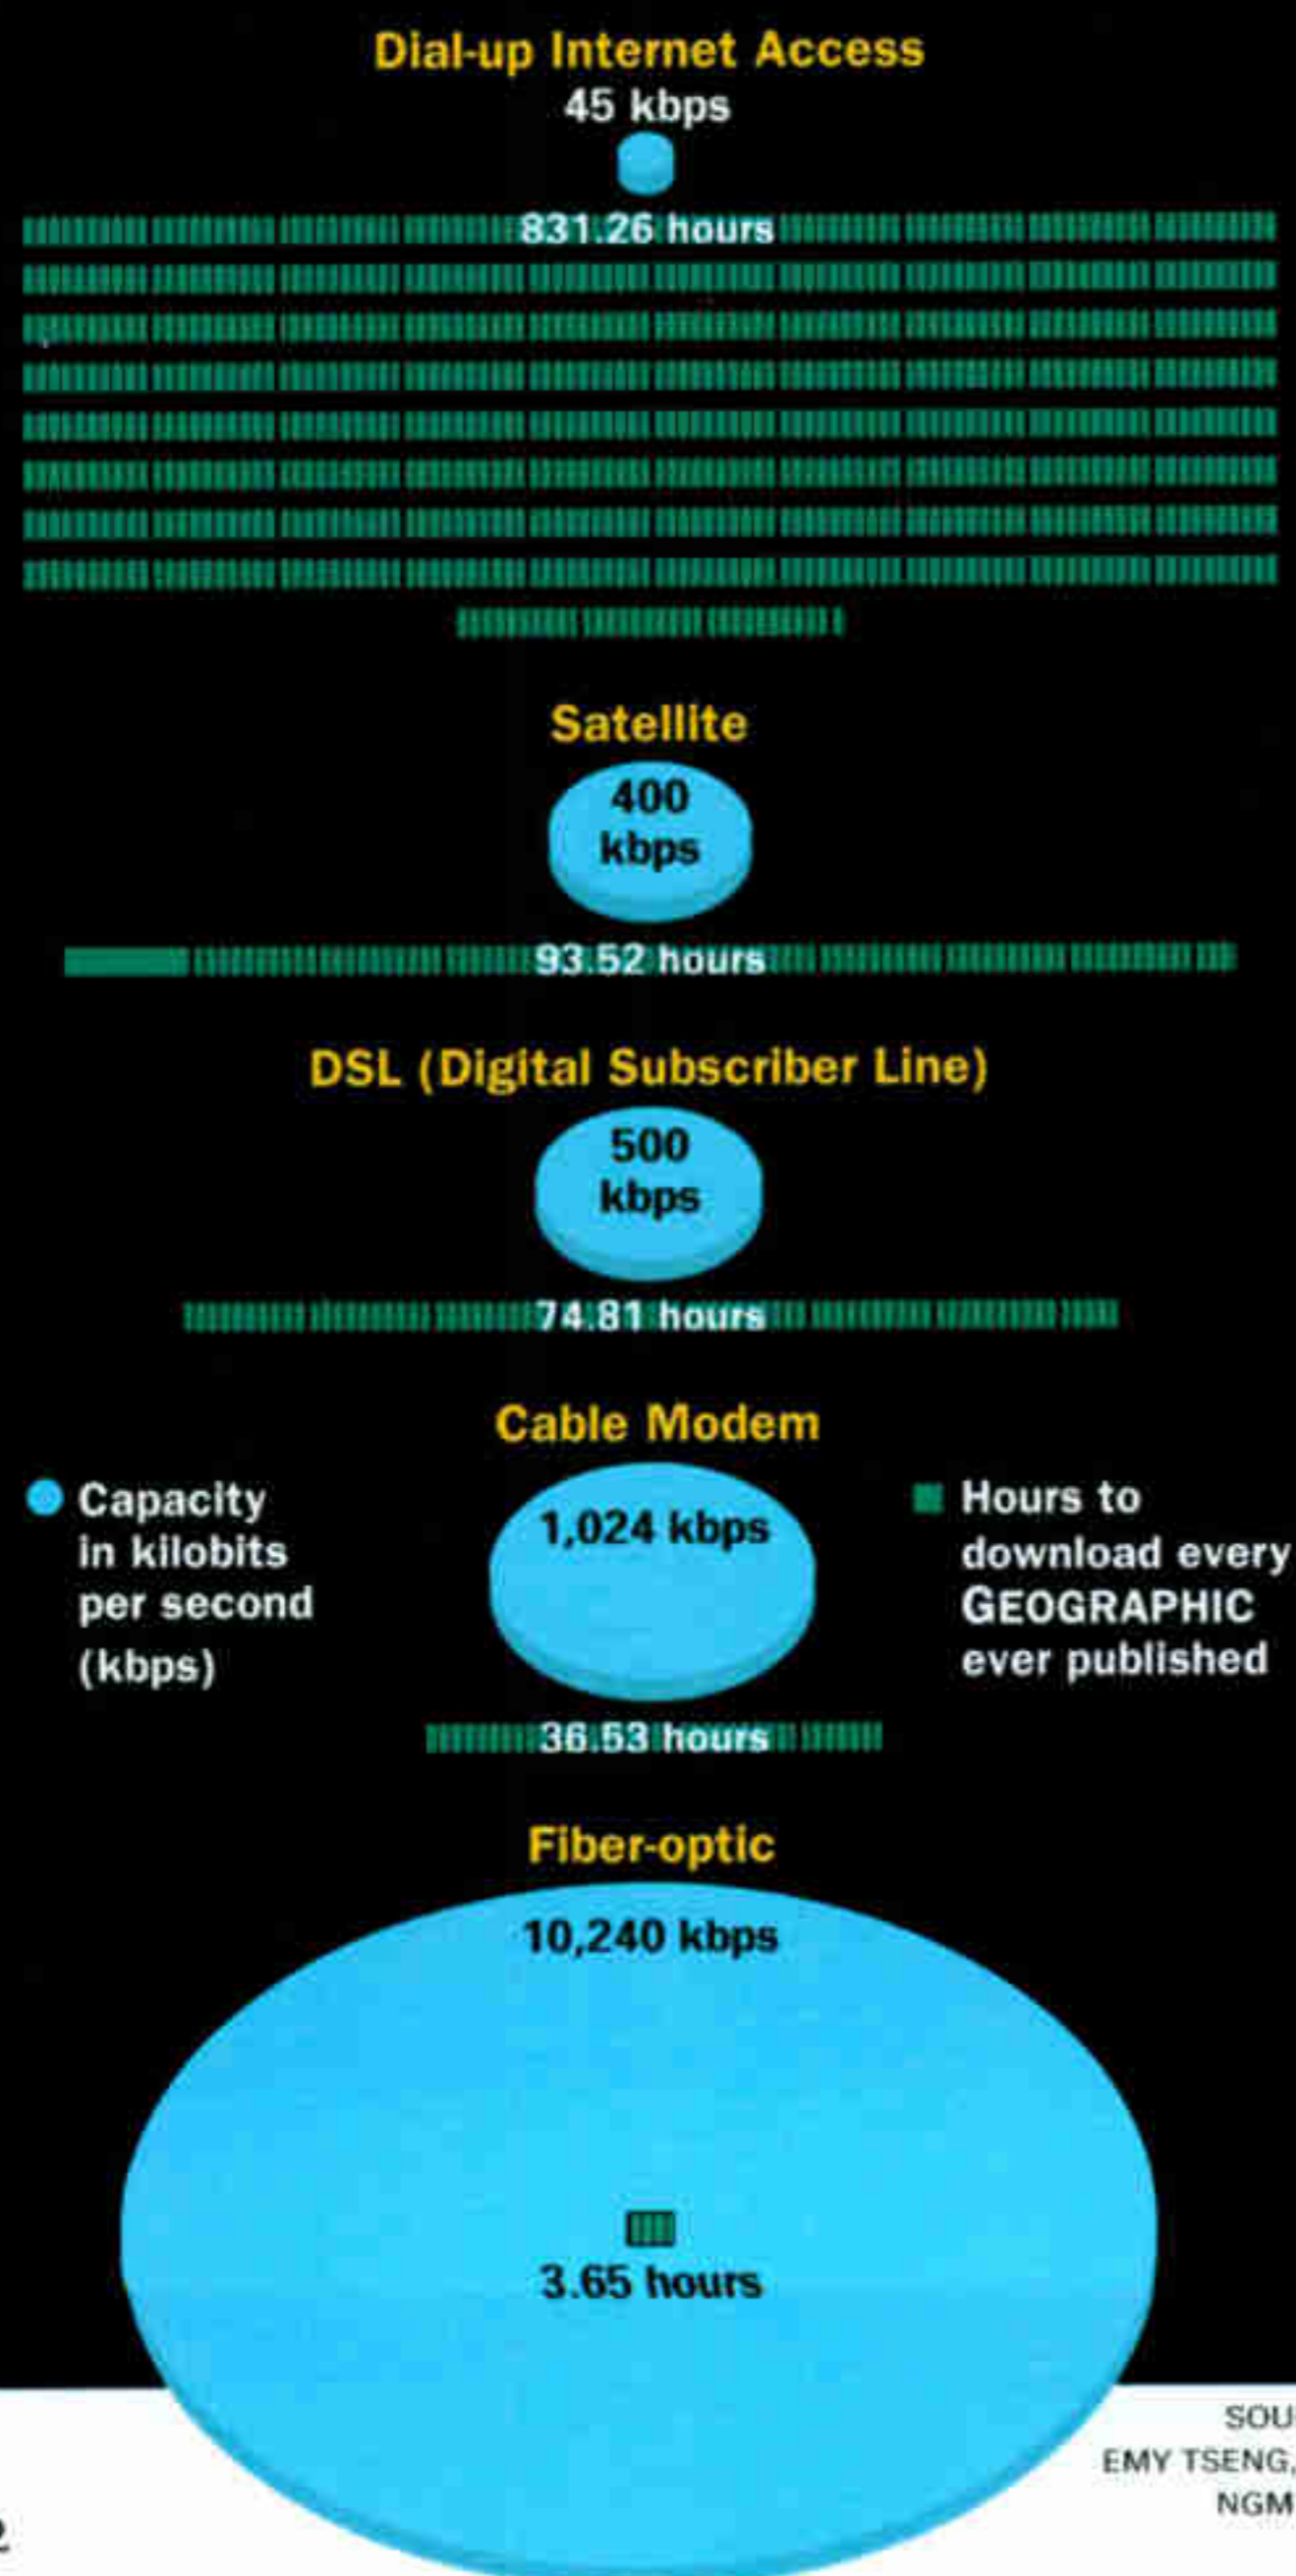 Dial-up Internet Access
45 kbps
831.26 hours
Satellite
400
kbps
93.52 hours
DSL (Digital Subscriber Line)
500
kbps
74.81 hours
Cable Modem
1,024 kbps
Capacity
in kilobits
per second
(kbps)
Hours to
download every
GEOGRAPHIC
ever published
36.53 hours
Fiber-optic
10,240 kbps
3.65 hours
SOU
EMY TSENG,
NGM
2